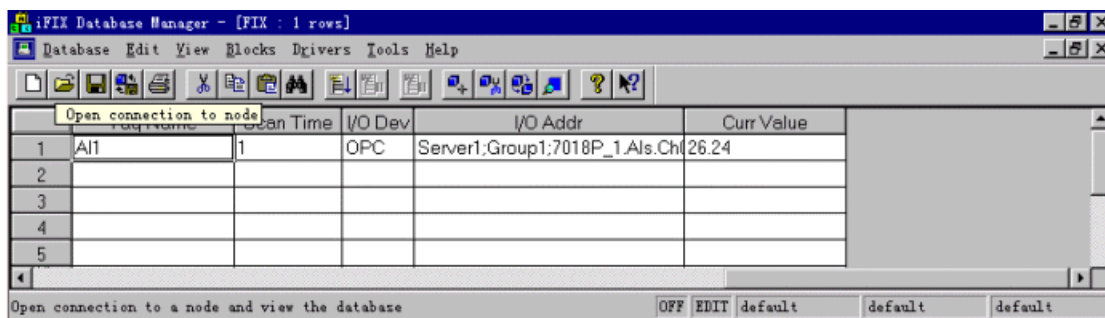 iFIX Database Manager - [FIX : 1 rows]
Database Edit View Blocks Drivers Tools Help
Open connection to node
Scan Time I/O Dev I/O Addr Curr Value
1 AI1 1 OPC Server1;Group1;7018P_1.AIs.Ch 26.24
2
3
4
5
Open connection to a node and view the database OFF EDIT default default default